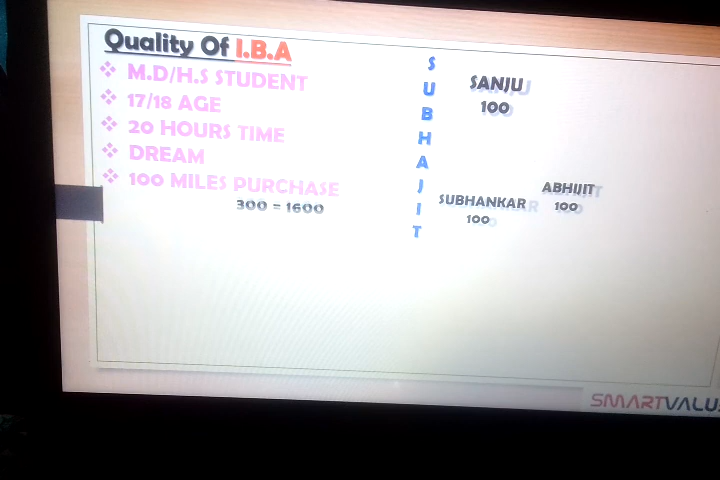 Quality Of I.B.A
❖ M.D/H.S STUDENT
❖ 17/18 AGE
❖ 20 HOURS TIME
❖ DREAM
❖ 100 MILES PURCHASE
300 = 1600
S
U
B
H
A
J
I
T
SANJU
100
SUBHANKAR
100
ABHIJIT
100
SMARTVALU